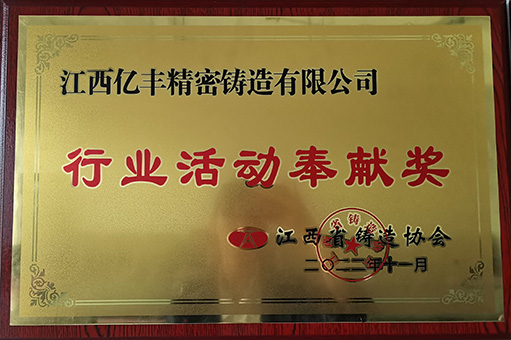 江西亿丰精密铸造有限公司
行业活动奉献奖
江西省铸造协会
二〇二二年十一月